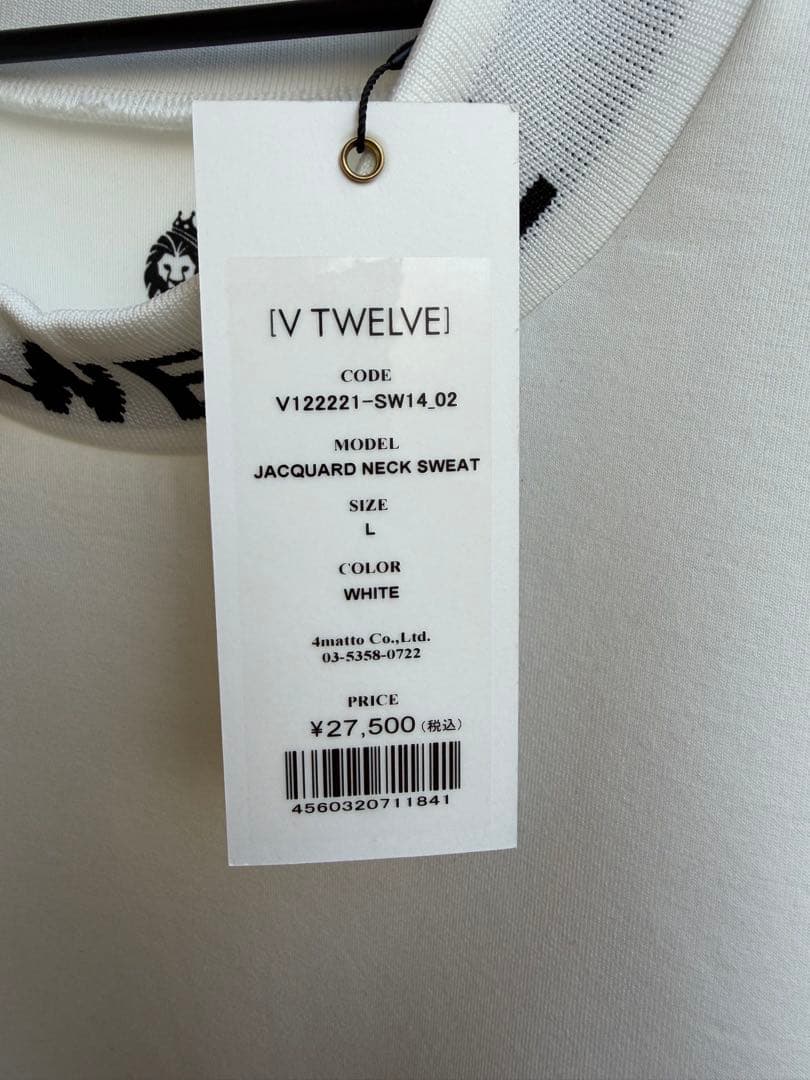 WE
[V TWELVE]
CODE
V122221-SW14_02
MODEL
JACQUARD NECK SWEAT
SIZE
L
COLOR
WHITE
4matto Co.,Ltd.
03-5358-0722
PRICE
¥27,500(税込)
4560320711841